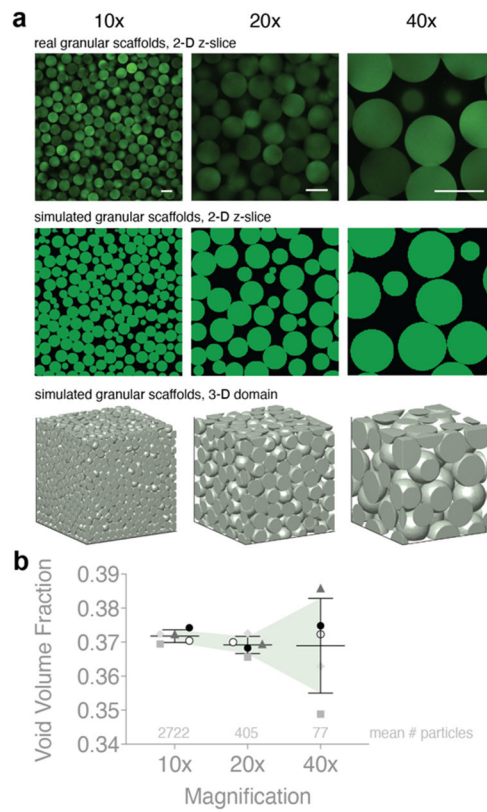 a
10x 20x 40x
real granular scaffolds, 2-D z-slice
simulated granular scaffolds, 2-D z-slice
simulated granular scaffolds, 3-D domain
b
Void Volume Fraction
0.39
0.38
0.37
0.36
0.35
0.34
2722 405 77 mean # particles
10x 20x 40x
Magnification